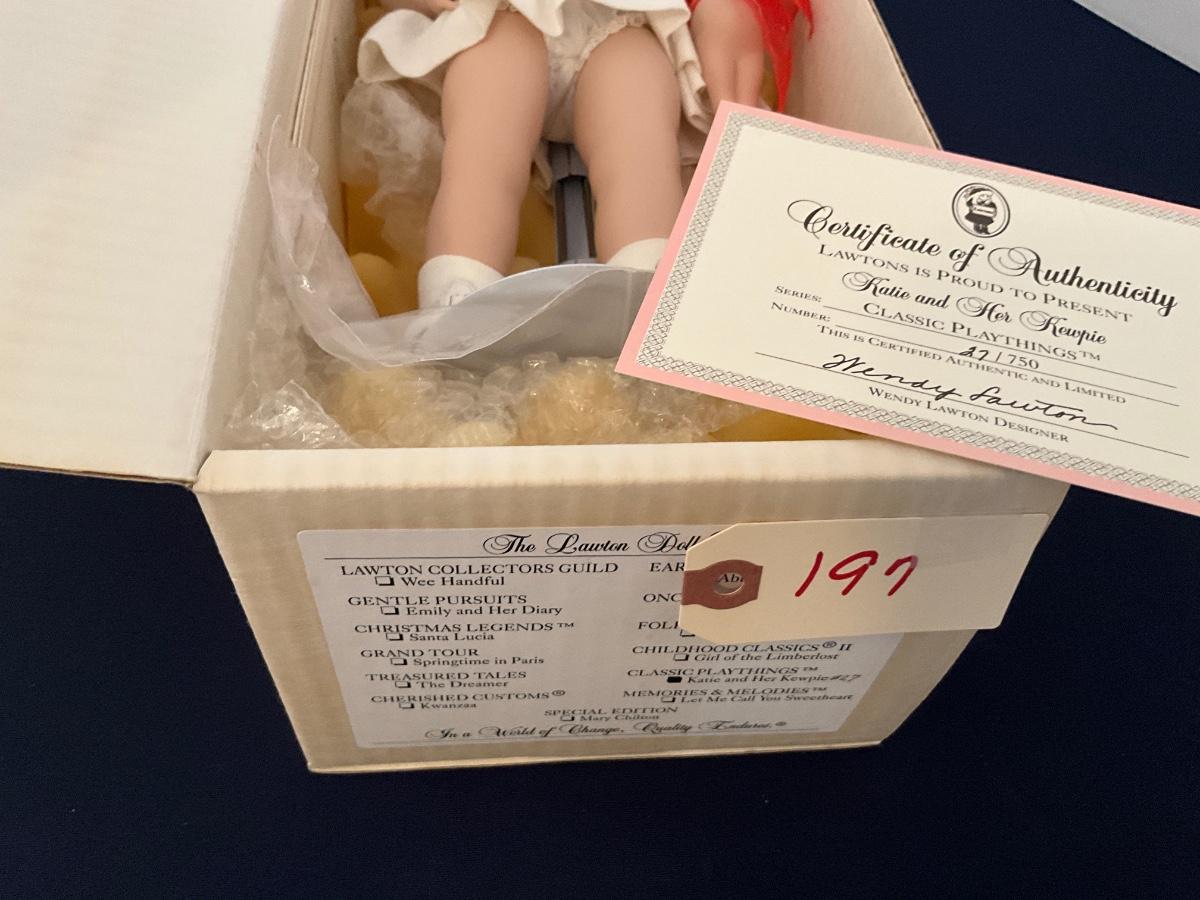 Certificate of Authenticity
LAWTONS IS PROUD TO PRESENT
Katie and Her Kewpie
SERIES: CLASSIC PLAYTHINGS™
NUMBER: 27/750
THIS IS CERTIFIED AUTHENTIC AND LIMITED
Wendy Lawton
WENDY LAWTON DESIGNER
The Lawton Doll
LAWTON COLLECTORS GUILD
Wee Handful
GENTLE PURSUITS
Emily and Her Diary
CHRISTMAS LEGENDS™
Santa Lucia
GRAND TOUR
Springtime in Paris
TREASURED TALES
The Dreamer
CHERISHED CUSTOMS®
Kwanzaa
EAR
ONC
FOL
CHILDHOOD CLASSICS® II
Girl of the Limberlost
CLASSIC PLAYTHINGS™
Katie and Her Kewpie #27
MEMORIES & MELODIES™
Let Me Call You Sweetheart
SPECIAL EDITION
Mary Chilton
In a World of Change, Quality Endures.®
Ab
197